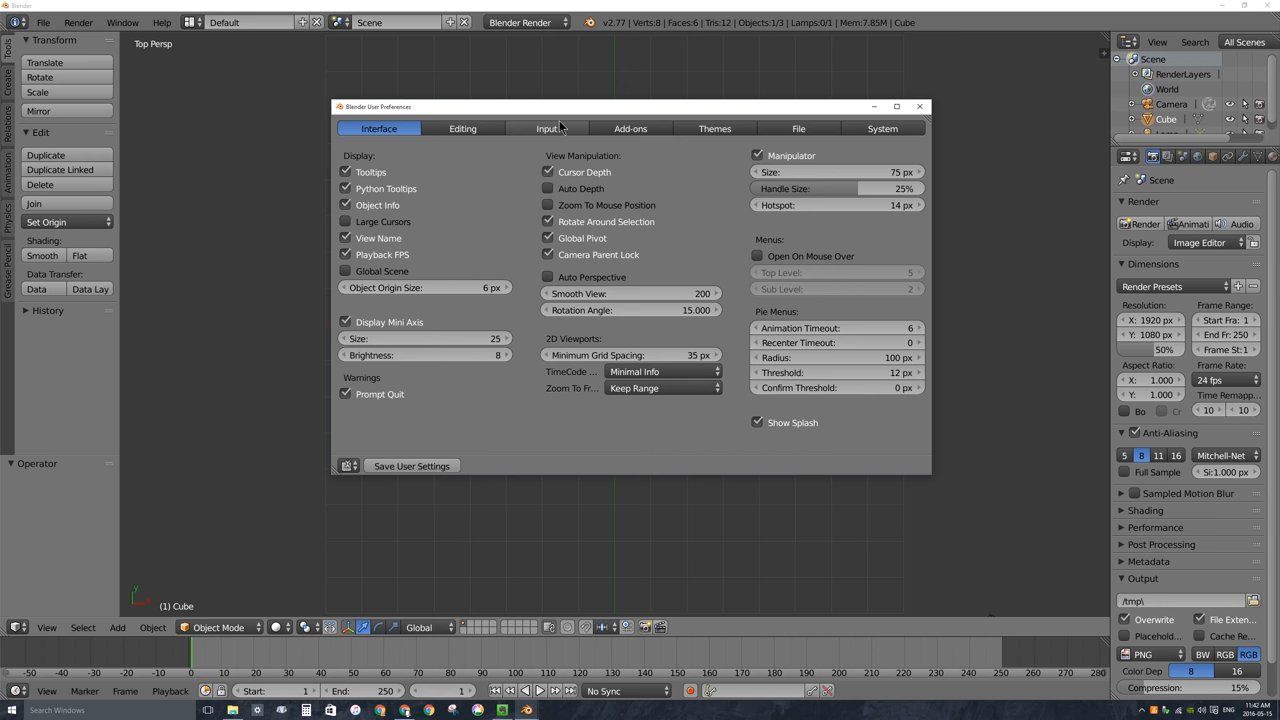 Blender
File Render Window Help Default Scene Blender Render v2.77 | Verts:8 | Faces:6 | Tris:12 | Objects:1/3 | Lamps:0/1 | Mem:7.85M | Cube
Transform
Translate
Rotate
Scale
Mirror
Edit
Duplicate
Duplicate Linked
Delete
Join
Set Origin
Shading:
Smooth Flat
Data Transfer:
Data Data Lay
History
Operator
Tools
Create
Relations
Animation
Physics
Grease Pencil
Top Persp
Blender User Preferences
Interface Editing Input Add-ons Themes File System
Display:
Tooltips
Python Tooltips
Object Info
Large Cursors
View Name
Playback FPS
Global Scene
Object Origin Size: 6 px
Display Mini Axis
Size: 25
Brightness: 8
Warnings
Prompt Quit
View Manipulation:
Cursor Depth
Auto Depth
Zoom To Mouse Position
Rotate Around Selection
Global Pivot
Camera Parent Lock
Auto Perspective
Smooth View: 200
Rotation Angle: 15.000
2D Viewports:
Minimum Grid Spacing: 35 px
TimeCode ... Minimal Info
Zoom To Fr... Keep Range
Manipulator
Size: 75 px
Handle Size: 25%
Hotspot: 14 px
Menus:
Open On Mouse Over
Top Level: 5
Sub Level: 2
Pie Menus:
Animation Timeout: 6
Recenter Timeout: 0
Radius: 100 px
Threshold: 12 px
Confirm Threshold: 0 px
Show Splash
Save User Settings
(1) Cube
View Select Add Object Object Mode Global
-50 -40 -30 -20 -10 0 10 20 30 40 50 60 70 80 90 100 110 120 130 140 150 160 170 180 190 200 210 220 230 240 250 260 270 280
View Marker Frame Playback Start: 1 End: 250 1 No Sync
View Search All Scenes
Scene
RenderLayers
World
Camera
Cube
Scene
Render
Render Animati Audio
Display: Image Editor
Dimensions
Render Presets
Resolution: Frame Range:
X: 1920 px Start Fra: 1
Y: 1080 px End Fr: 250
50% Frame St:1
Aspect Ratio: Frame Rate:
X: 1.000 24 fps
Y: 1.000 Time Remapp...
Bo Cr 10 10
Anti-Aliasing
5 8 11 16 Mitchell-Net
Full Sample Si:1.000 px
Sampled Motion Blur
Shading
Performance
Post Processing
Metadata
Output
/tmp\
Overwrite File Exten...
Placehold... Cache Re...
PNG BW RGB RGB
Color Dep 8 16
Compression: 15%
Search Windows
ENG
11:42 AM
2016-05-15